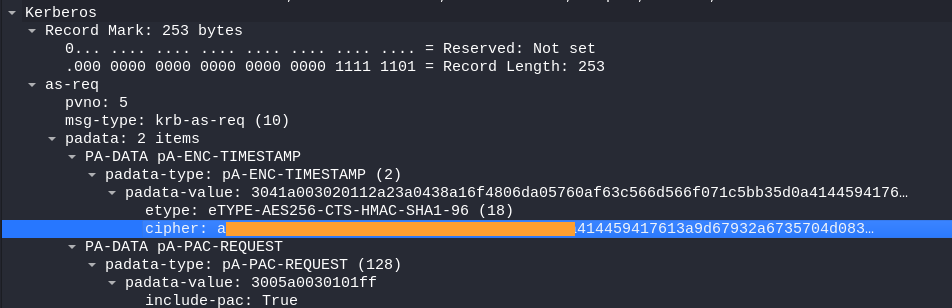 Kerberos
Record Mark: 253 bytes
0... .... .... .... .... .... .... .... = Reserved: Not set
.000 0000 0000 0000 0000 0000 1111 1101 = Record Length: 253
as-req
pvno: 5
msg-type: krb-as-req (10)
padata: 2 items
PA-DATA pA-ENC-TIMESTAMP
padata-type: pA-ENC-TIMESTAMP (2)
padata-value: 3041a003020112a23a0438a16f4806da05760af63c566d566f071c5bb35d0a4144594176…
etype: eTYPE-AES256-CTS-HMAC-SHA1-96 (18)
cipher: a 414459417613a9d67932a6735704d083…
PA-DATA pA-PAC-REQUEST
padata-type: pA-PAC-REQUEST (128)
padata-value: 3005a0030101ff
include-pac: True